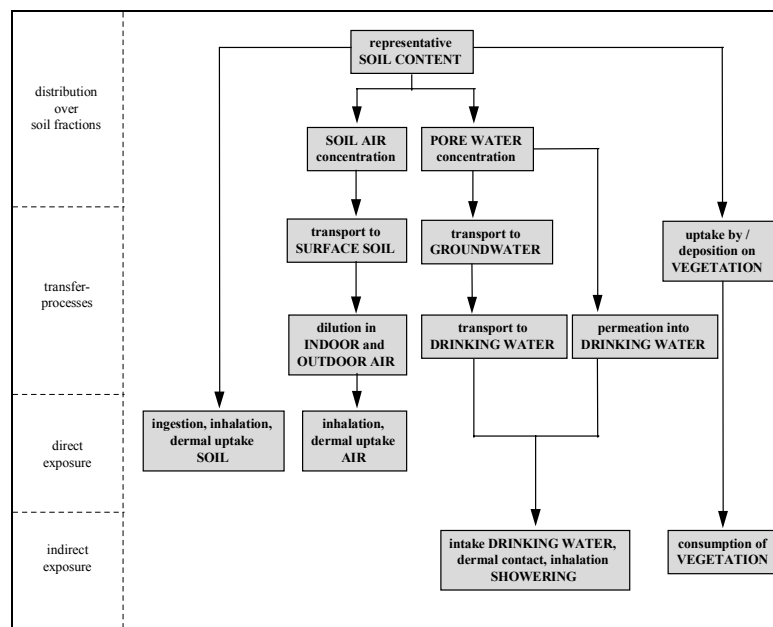 representative
SOIL CONTENT
distribution
over
soil fractions
SOIL AIR
concentration
PORE WATER
concentration
transfer-
processes
transport to
SURFACE SOIL
transport to
GROUNDWATER
uptake by /
deposition on
VEGETATION
dilution in
INDOOR and
OUTDOOR AIR
transport to
DRINKING WATER
permeation into
DRINKING WATER
direct
exposure
ingestion, inhalation,
dermal uptake
SOIL
inhalation,
dermal uptake
AIR
indirect
exposure
intake DRINKING WATER,
dermal contact, inhalation
SHOWERING
consumption of
VEGETATION